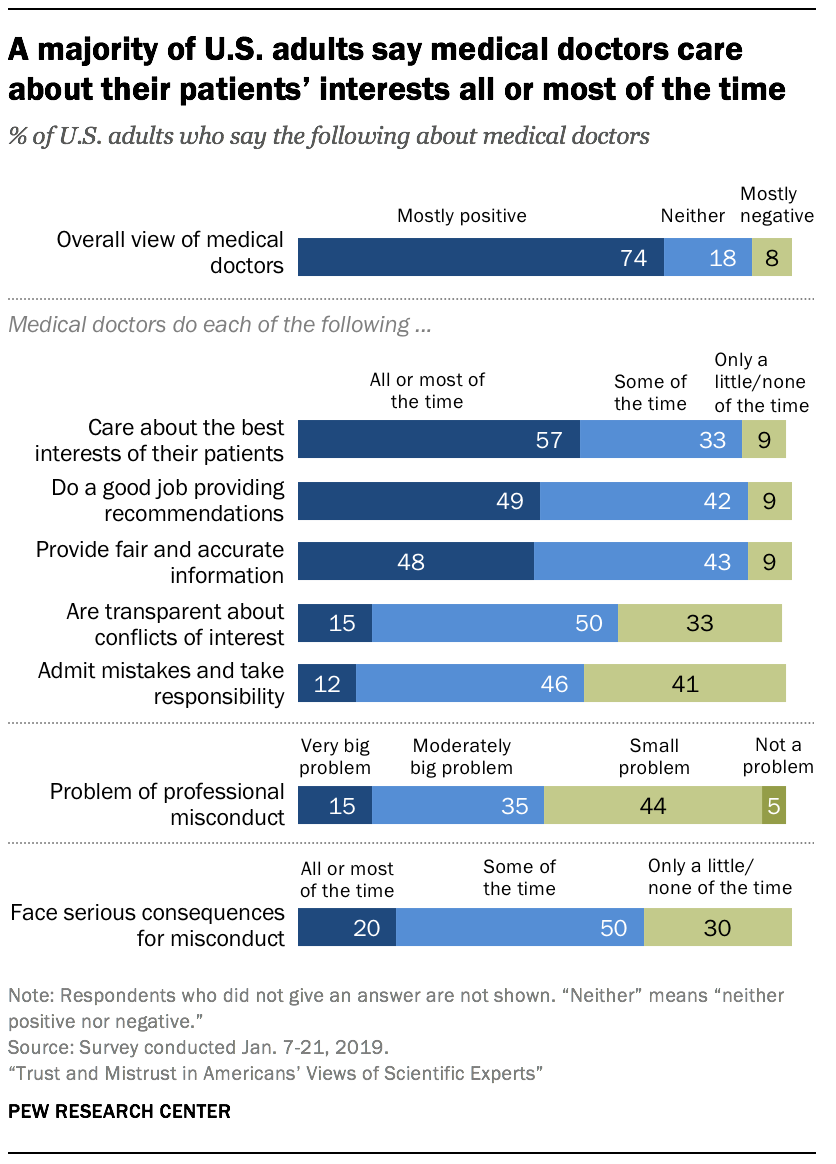 A majority of U.S. adults say medical doctors care
about their patients’ interests all or most of the time
% of U.S. adults who say the following about medical doctors
Mostly positive Neither Mostly
negative
Overall view of medical
doctors
74 18 8
Medical doctors do each of the following ...
All or most of
the time
Some of
the time
Only a
little/none
of the time
Care about the best
interests of their patients
57 33 9
Do a good job providing
recommendations
49 42 9
Provide fair and accurate
information
48 43 9
Are transparent about
conflicts of interest
15 50 33
Admit mistakes and take
responsibility
12 46 41
Very big
problem
Moderately
big problem
Small
problem
Not a
problem
Problem of professional
misconduct
15 35 44 5
All or most
of the time
Some of
the time
Only a little/
none of the time
Face serious consequences
for misconduct
20 50 30
Note: Respondents who did not give an answer are not shown. “Neither” means “neither
positive nor negative.”
Source: Survey conducted Jan. 7-21, 2019.
“Trust and Mistrust in Americans’ Views of Scientific Experts”
PEW RESEARCH CENTER